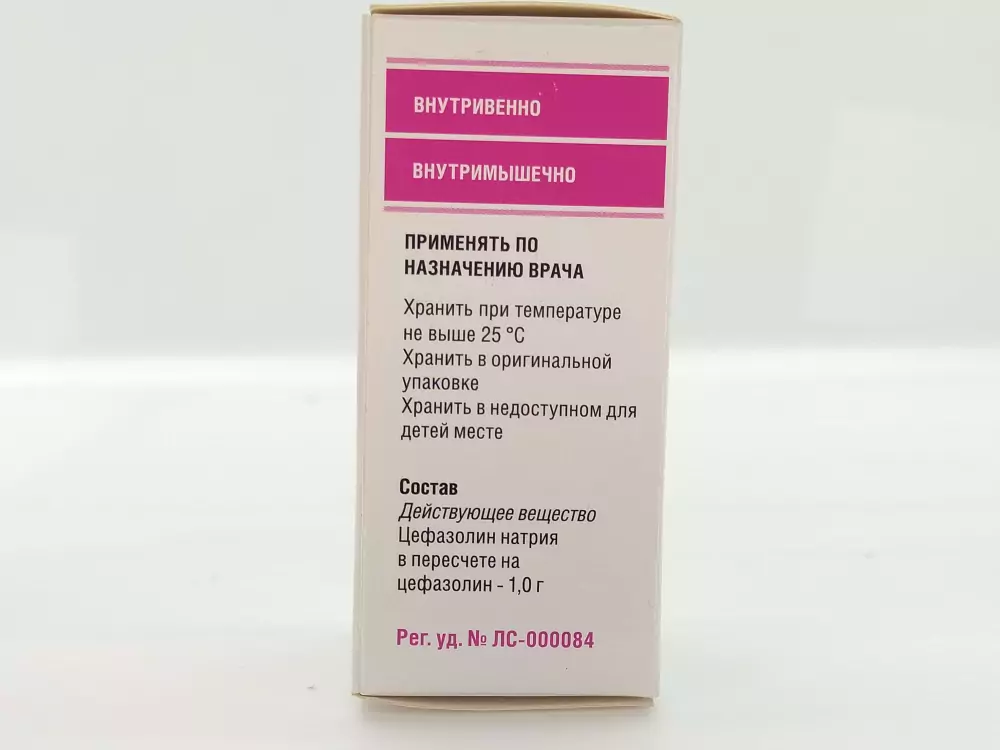 ВНУТРИВЕННО
ВНУТРИМЫШЕЧНО
ПРИМЕНЯТЬ ПО
НАЗНАЧЕНИЮ ВРАЧА
Хранить при температуре
не выше 25 °С
Хранить в оригинальной
упаковке
Хранить в недоступном для
детей месте
Состав
Действующее вещество
Цефазолин натрия
в пересчете на
цефазолин - 1,0 г
Рег. уд. № ЛС-000084